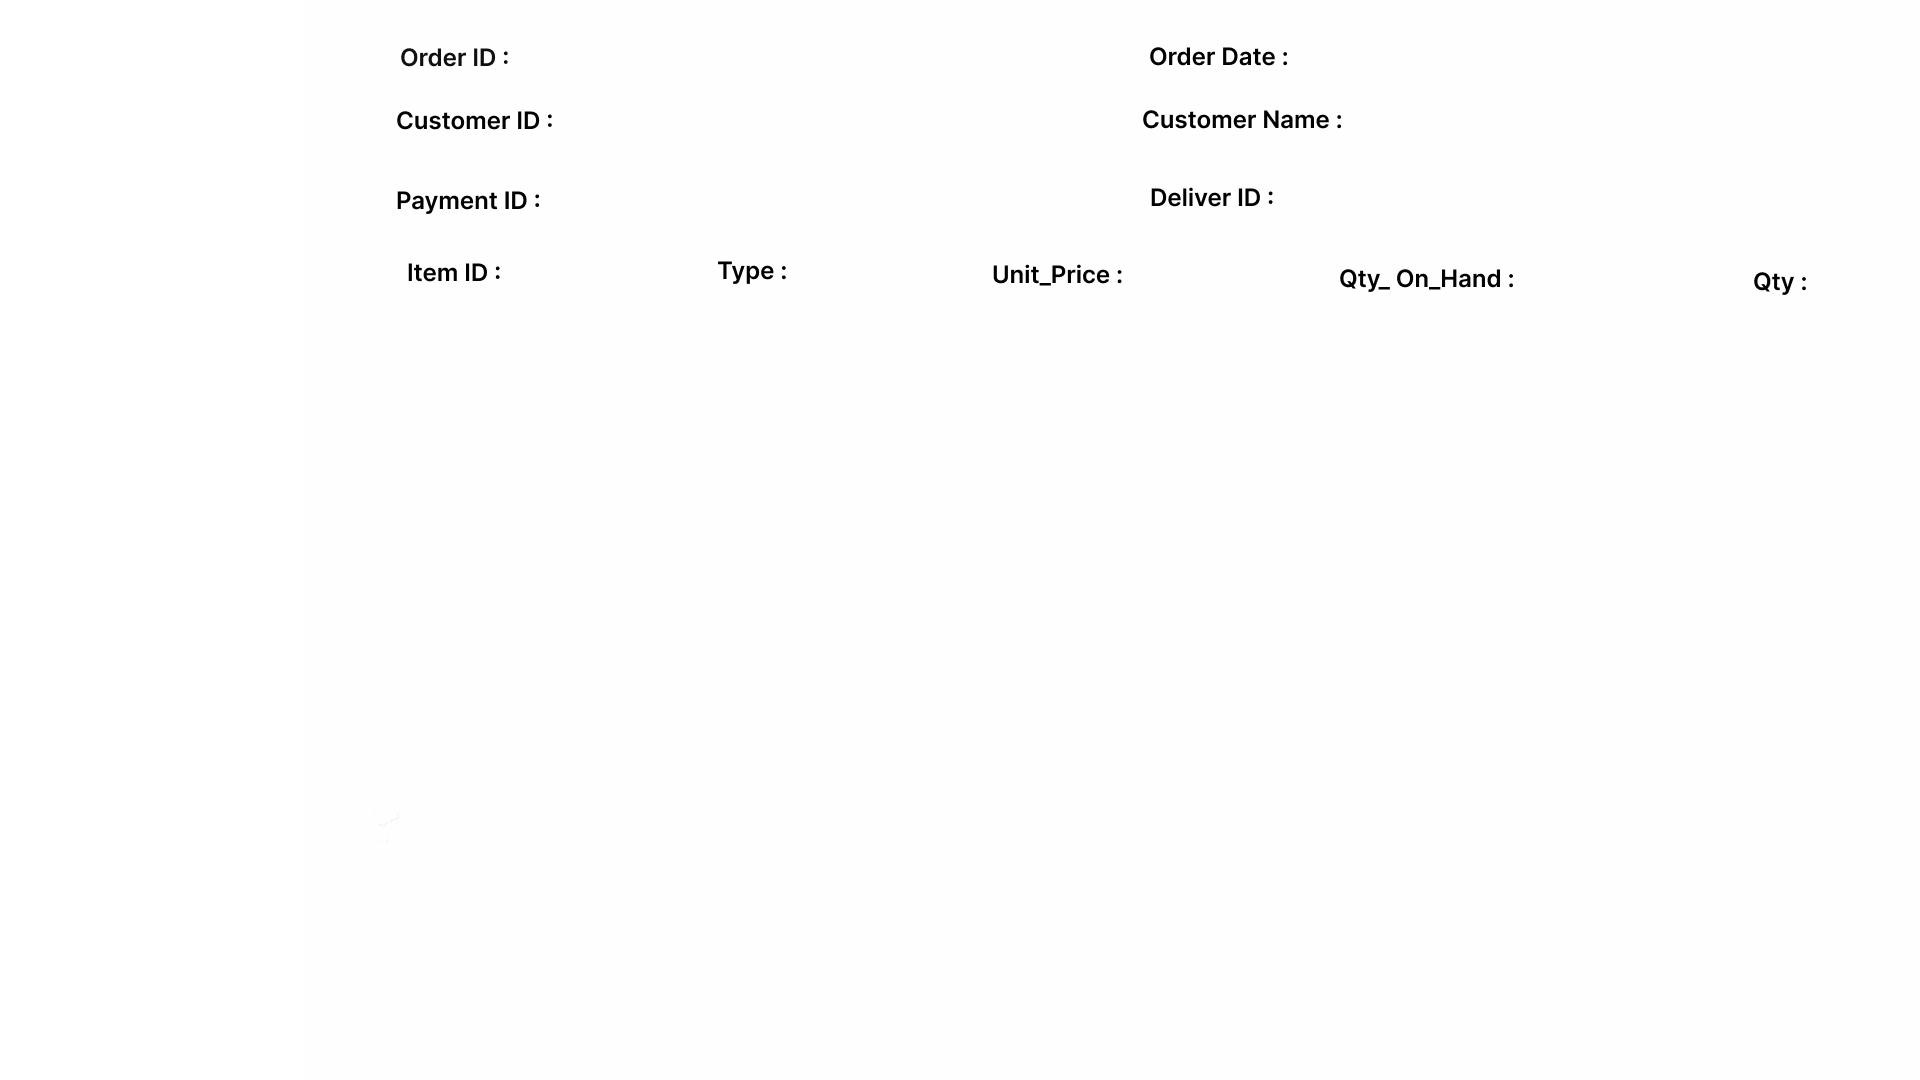 Order ID : Order Date :
Customer ID : Customer Name :
Payment ID : Deliver ID :
Item ID : Type : Unit_Price : Qty_ On_Hand : Qty :